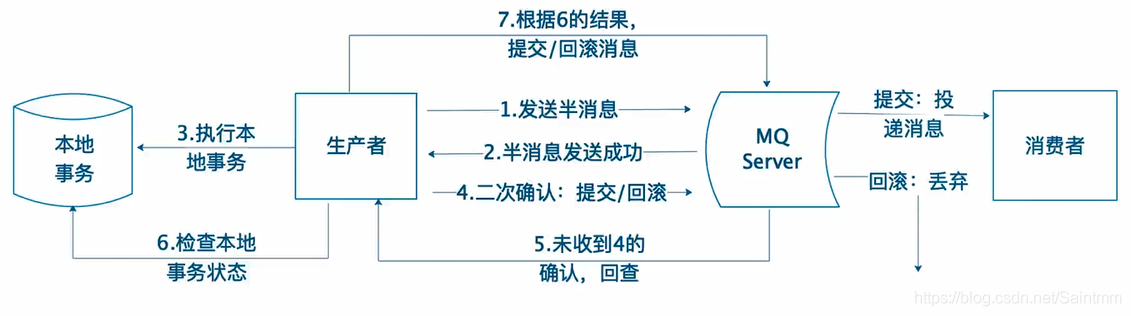 7.根据6的结果，
提交/回滚消息
1.发送半消息
提交：投
递消息
3.执行本
地事务
本地
事务
生产者
2.半消息发送成功
MQ
Server
消费者
4.二次确认：提交/回滚
回滚：丢弃
6.检查本地
事务状态
5.未收到4的
确认，回查
https://blog.csdn.net/Saintmm